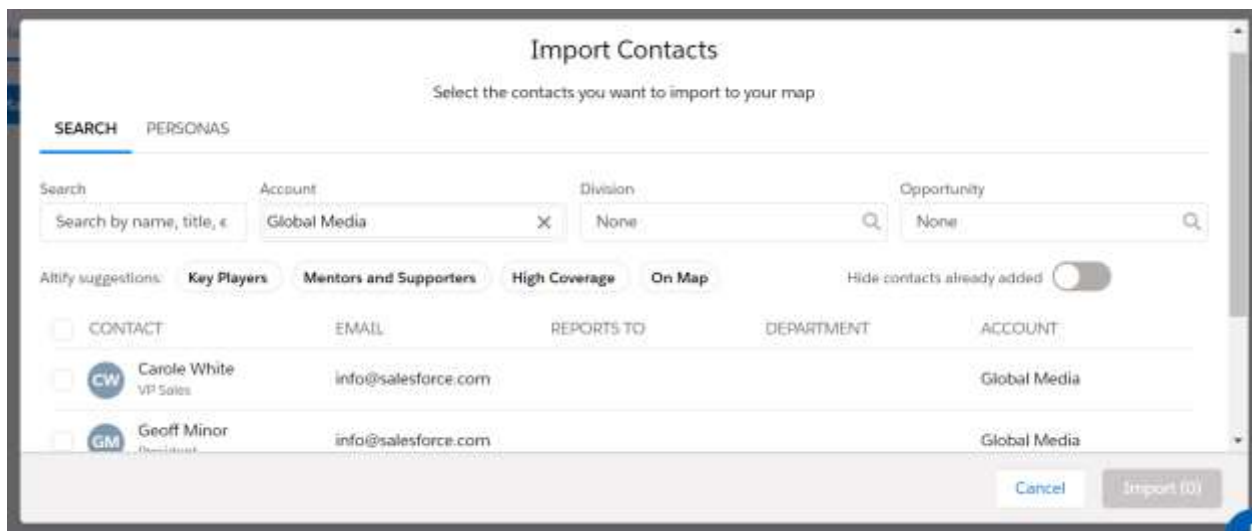 Import Contacts
Select the contacts you want to import to your map
SEARCH PERSONAS
Search Account Division Opportunity
Search by name, title, e Global Media None None
Altify suggestions: Key Players Mentors and Supporters High Coverage On Map Hide contacts already added
CONTACT EMAIL REPORTS TO DEPARTMENT ACCOUNT
CW Carole White info@salesforce.com Global Media
VP Sales
GM Geoff Minor info@salesforce.com Global Media
President
Cancel Import (0)